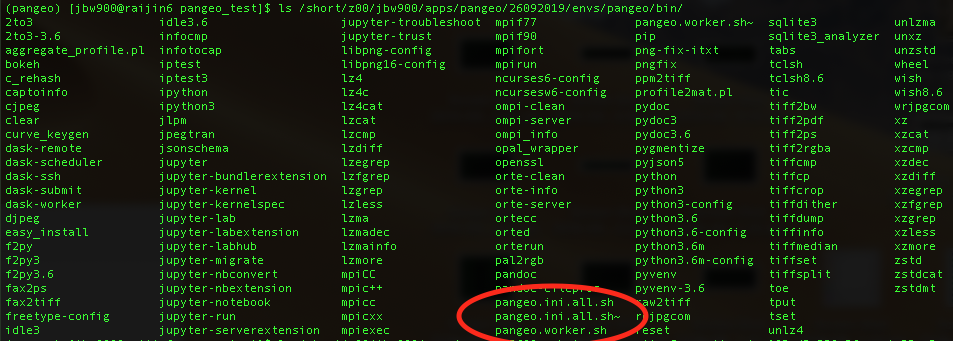 (pangeo) [jbw900@raijin6 pangeo_test]$ ls /short/z00/jbw900/apps/pangeo/26092019/envs/pangeo/bin/
2to3 idle3.6 jupyter-troubleshoot mpif77 pangeo.worker.sh~ sqlite3 unlzma
2to3-3.6 infocmp jupyter-trust mpif90 pip sqlite3_analyzer unxz
aggregate_profile.pl infotocap libpng-config mpifort png-fix-itxt tabs unzstd
bokeh iptest libpng16-config mpirun pngfix tclsh wheel
c_rehash iptest3 lz4 ncurses6-config ppm2tiff tclsh8.6 wish
captoinfo ipython lz4c ncursesw6-config profile2mat.pl tic wish8.6
cjpeg ipython3 lz4cat ompi-clean pydoc tiff2bw wrjpgcom
clear jlpm lzcat ompi-server pydoc3 tiff2pdf xz
curve_keygen jpegtran lzcmp ompi_info pydoc3.6 tiff2ps xzcat
dask-remote jsonschema lzdiff opal_wrapper pygmentize tiff2rgba xzcmp
dask-scheduler jupyter lzegrep openssl pyjson5 tiffcmp xzdec
dask-ssh jupyter-bundlerextension lzfgrep orte-clean python tiffcp xzdiff
dask-submit jupyter-kernel lzgrep orte-info python3 tiffcrop xzegrep
dask-worker jupyter-kernelspec lzless orte-server python3-config tiffdither xzfgrep
djpeg jupyter-lab lzma ortecc python3.6 tiffdump xzgrep
easy_install jupyter-labextension lzmadec orted python3.6-config tiffinfo xzless
f2py jupyter-labhub lzmainfo orterun python3.6m tiffmedian xzmore
f2py3 jupyter-migrate lzmore pal2rgb python3.6m-config tiffset zstd
f2py3.6 jupyter-nbconvert mpiCC pandoc pyvenv tiffsplit zstdcat
fax2ps jupyter-nbextension mpic++ pyvenv-3.6 toe zstdmt
fax2tiff jupyter-notebook mpicc pangeo.ini.all.sh raw2tiff tput
freetype-config jupyter-run mpicxx pangeo.ini.all.sh~ rdjpgcom tset
idle3 jupyter-serverextension mpiexec pangeo.worker.sh reset unlz4